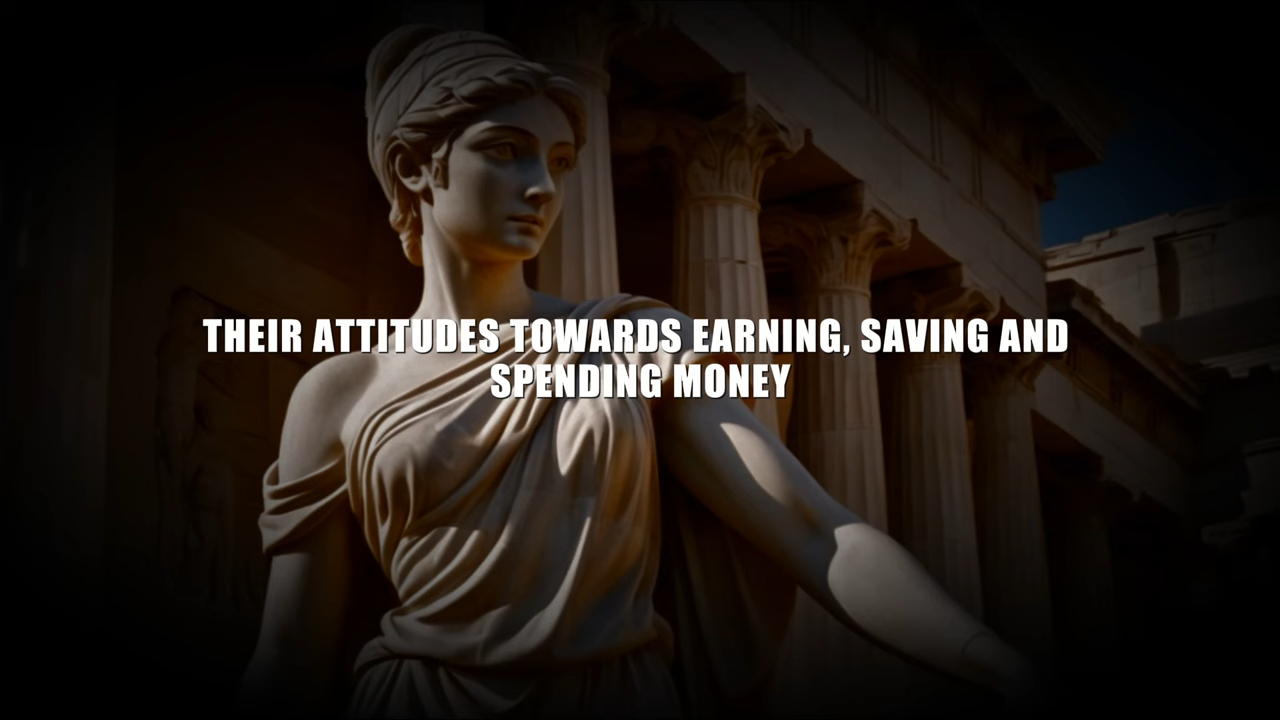 THEIR ATTITUDES TOWARDS EARNING, SAVING AND
SPENDING MONEY